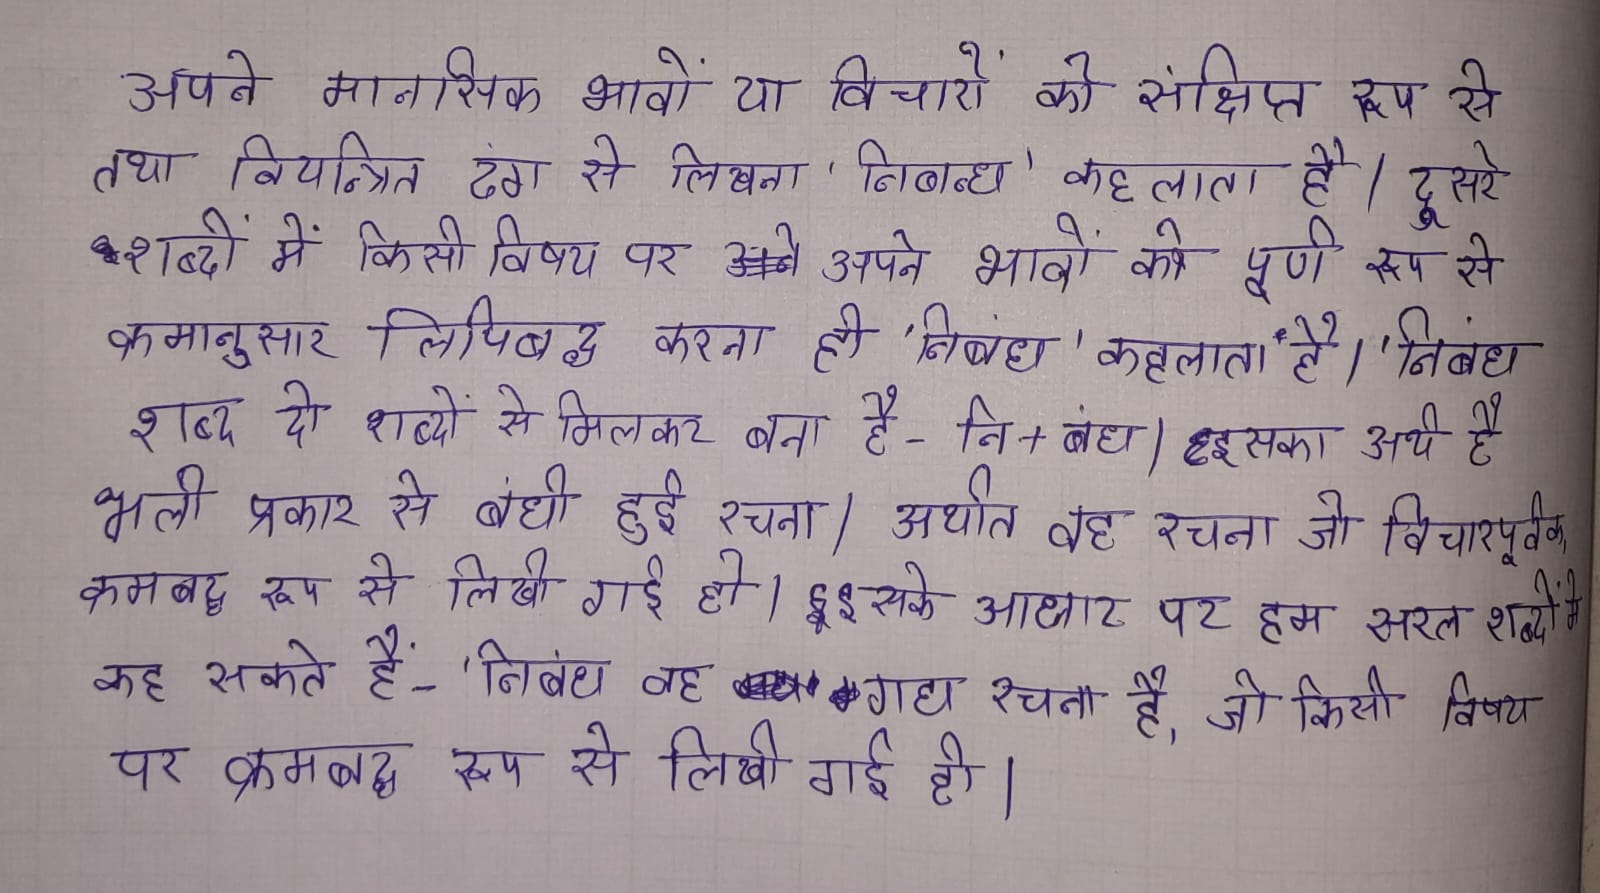 अपने मानसिक भावों या विचारों को संक्षिप्त रूप से
तथा नियन्त्रित ढंग से लिखना 'निबन्ध' कहलाता है। दूसरे
शब्दों में किसी विषय पर अपने भावों को पूर्ण रूप से
क्रमानुसार लिपिबद्ध करना ही 'निबंध' कहलाता है। 'निबंध
शब्द दो शब्दों से मिलकर बना है - नि + बंध। इसका अर्थ है
भली प्रकार से बंधी हुई रचना। अर्थात वह रचना जो विचारपूर्वक,
क्रमबद्ध रूप से लिखी गई हो। इसके आधार पर हम सरल शब्दों में
कह सकते हैं - 'निबंध वह गद्य रचना है, जो किसी विषय
पर क्रमबद्ध रूप से लिखी गई हो।